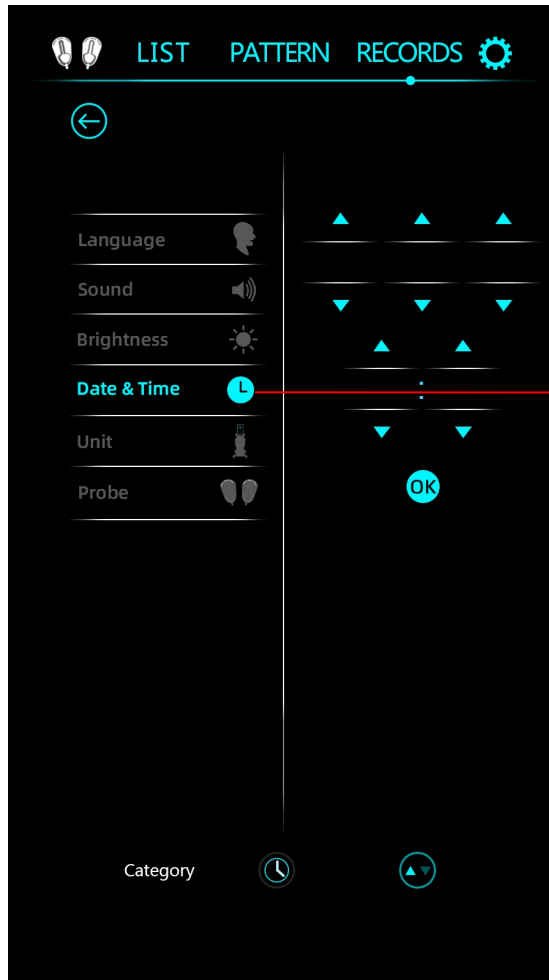 LIST PATTERN RECORDS
Language
Sound
Brightness
Date & Time
:
Unit
Probe
OK
Category